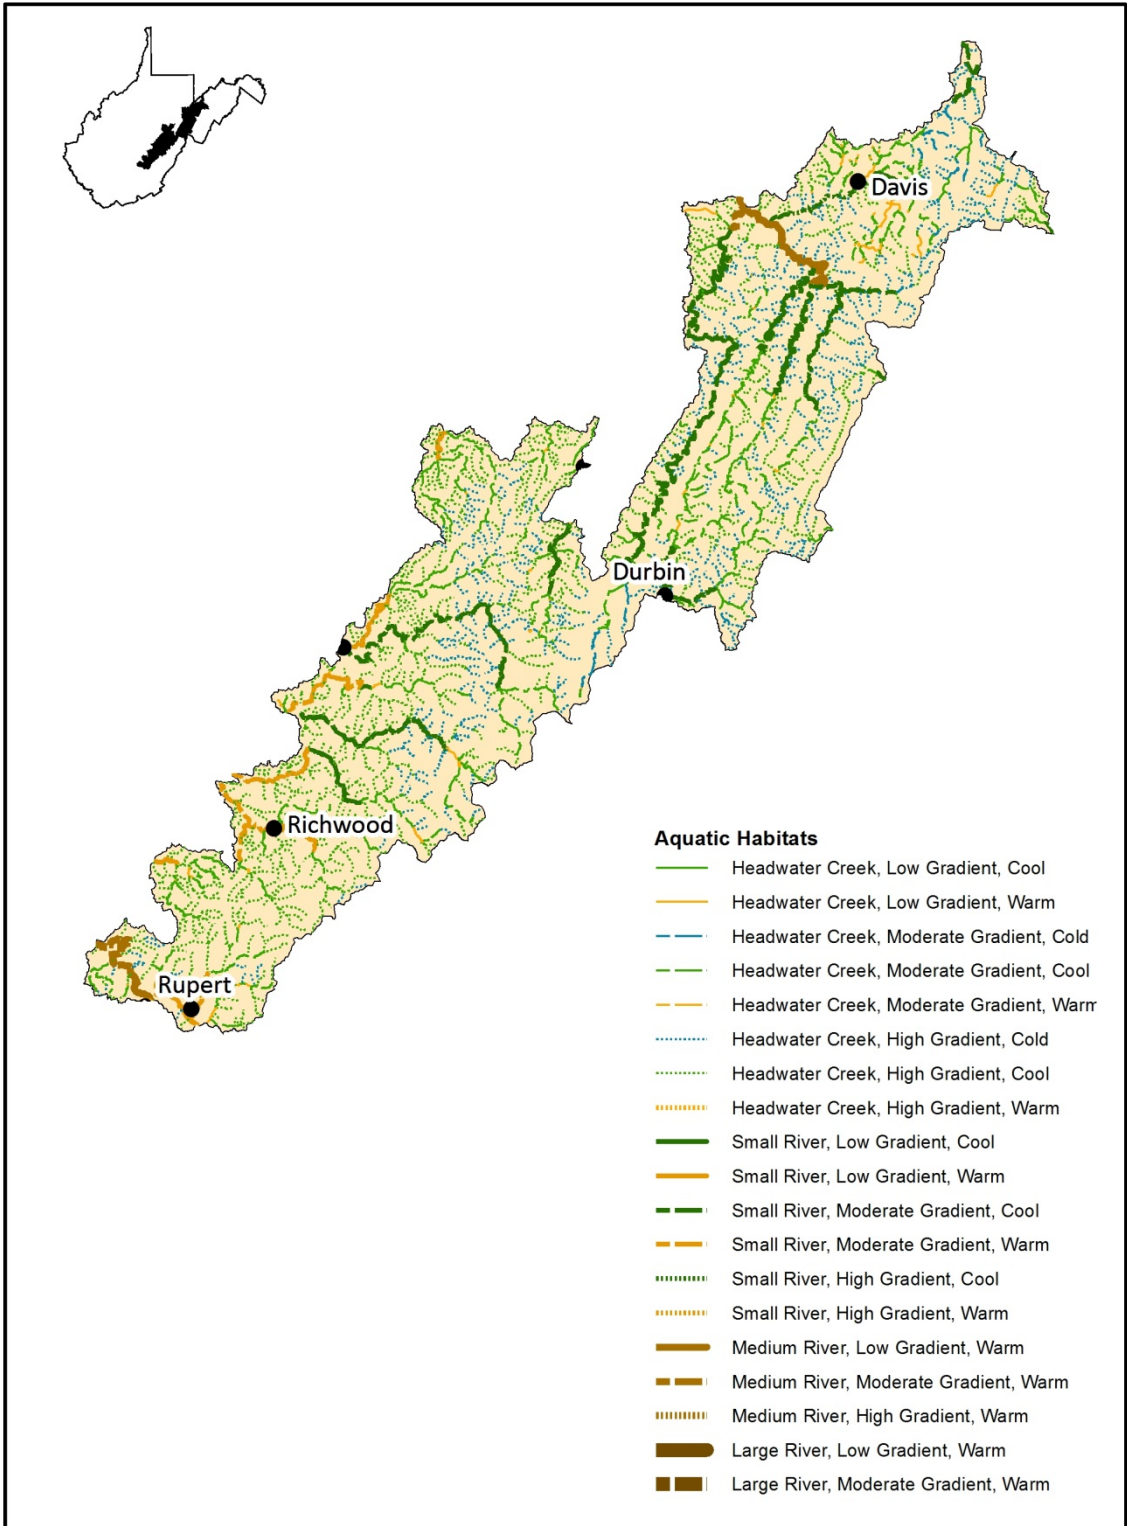 Davis
Durbin
Richwood
Rupert
Aquatic Habitats
Headwater Creek, Low Gradient, Cool
Headwater Creek, Low Gradient, Warm
Headwater Creek, Moderate Gradient, Cold
Headwater Creek, Moderate Gradient, Cool
Headwater Creek, Moderate Gradient, Warm
Headwater Creek, High Gradient, Cold
Headwater Creek, High Gradient, Cool
Headwater Creek, High Gradient, Warm
Small River, Low Gradient, Cool
Small River, Low Gradient, Warm
Small River, Moderate Gradient, Cool
Small River, Moderate Gradient, Warm
Small River, High Gradient, Cool
Small River, High Gradient, Warm
Medium River, Low Gradient, Warm
Medium River, Moderate Gradient, Warm
Medium River, High Gradient, Warm
Large River, Low Gradient, Warm
Large River, Moderate Gradient, Warm